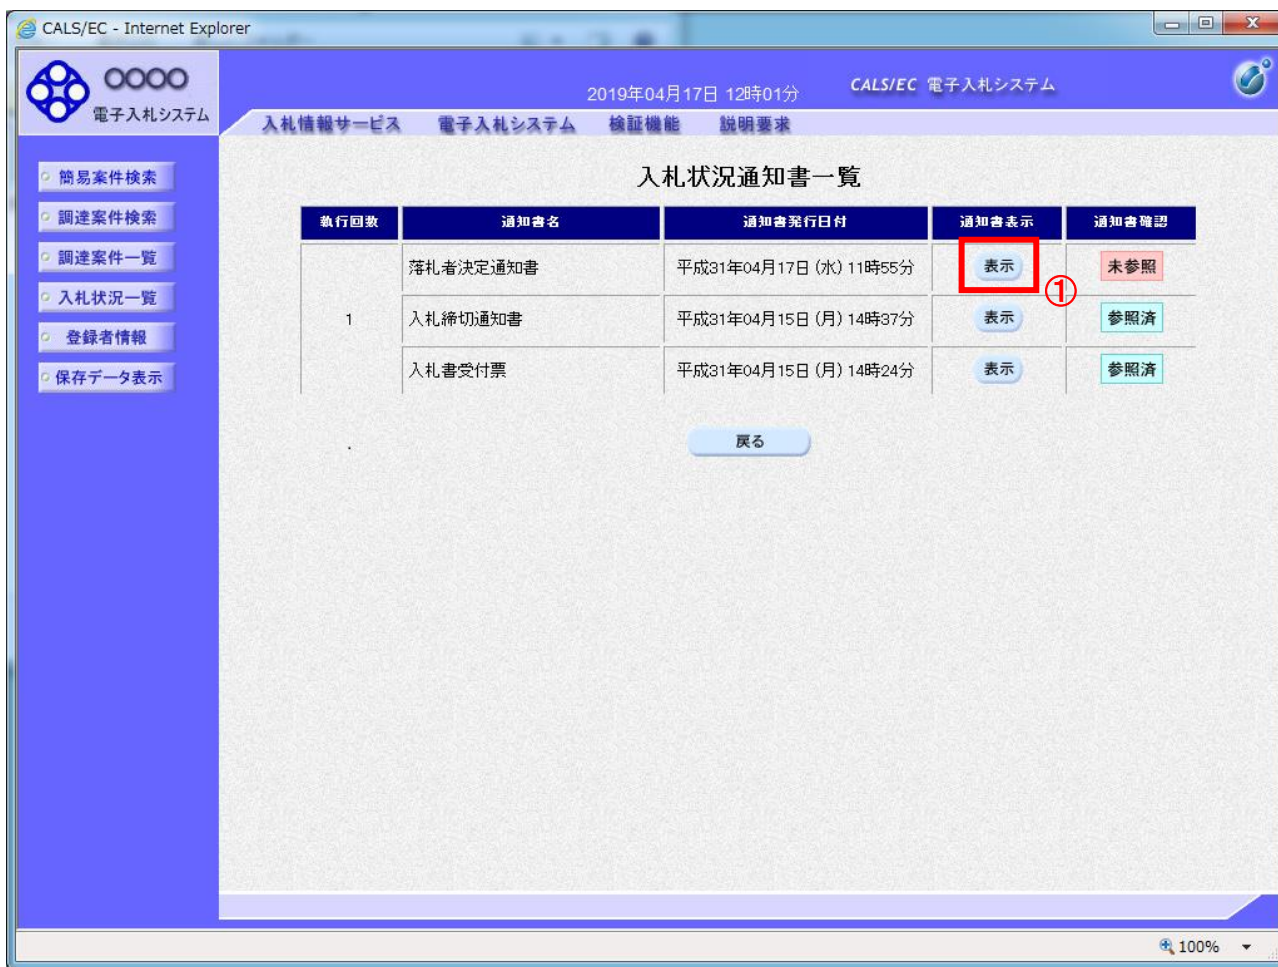 CALS/EC - Internet Explorer
○○○○
電子入札システム
2019年04月17日 12時01分
CALS/EC 電子入札システム
入札情報サービス 電子入札システム 検証機能 説明要求
簡易案件検索
調達案件検索
調達案件一覧
入札状況一覧
登録者情報
保存データ表示
入札状況通知書一覧
執行回数 通知書名 通知書発行日付 通知書表示 通知書確認
落札者決定通知書 平成31年04月17日 (水) 11時55分 表示 未参照
①
1 入札締切通知書 平成31年04月15日 (月) 14時37分 表示 参照済
入札書受付票 平成31年04月15日 (月) 14時24分 表示 参照済
. 戻る
100%